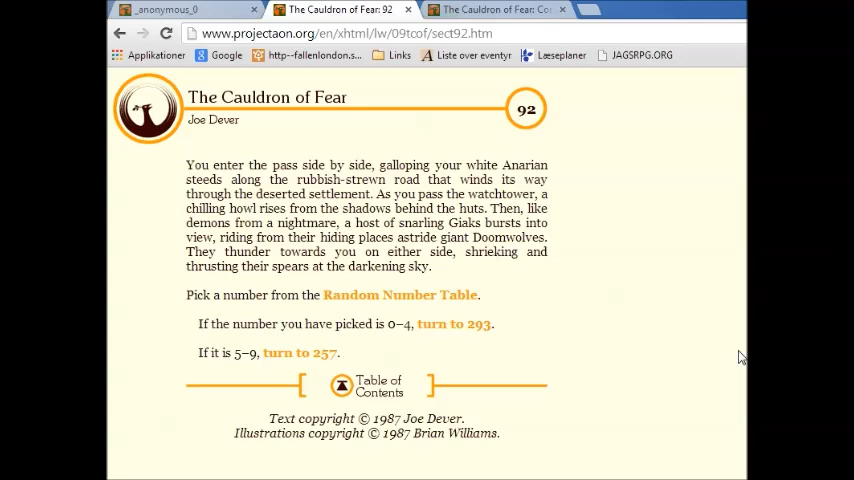 _anonymous_0
The Cauldron of Fear: 92
The Cauldron of Fear: Co
www.projectaon.org/en/xhtml/lw/09tcof/sect92.htm
Applikationer
Google
http--fallenlondon.s...
Links
Liste over eventyr
Læseplaner
JAGSRPG.ORG
The Cauldron of Fear
92
Joe Dever
You enter the pass side by side, galloping your white Anarian
steeds along the rubbish-strewn road that winds its way
through the deserted settlement. As you pass the watchtower, a
chilling howl rises from the shadows behind the huts. Then, like
demons from a nightmare, a host of snarling Giaks bursts into
view, riding from their hiding places astride giant Doomwolves.
They thunder towards you on either side, shrieking and
thrusting their spears at the darkening sky.
Pick a number from the Random Number Table.
If the number you have picked is 0–4, turn to 293.
If it is 5–9, turn to 257.
Table of
Contents
Text copyright © 1987 Joe Dever.
Illustrations copyright © 1987 Brian Williams.